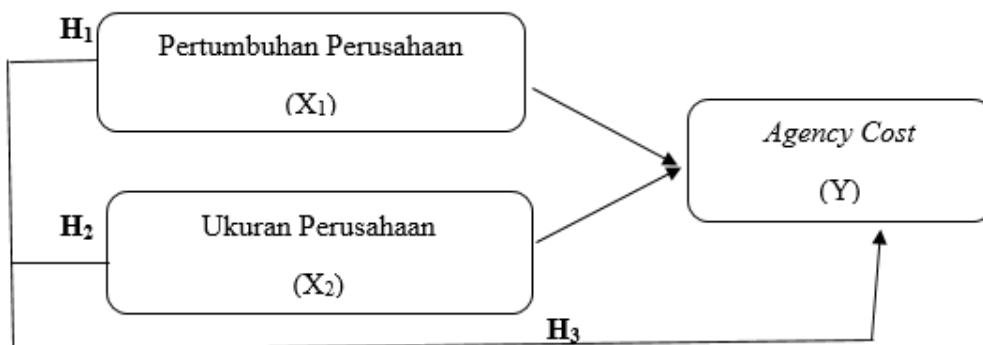 H₁
Pertumbuhan Perusahaan
(X₁)
Agency Cost
(Y)
H₂
Ukuran Perusahaan
(X₂)
H₃